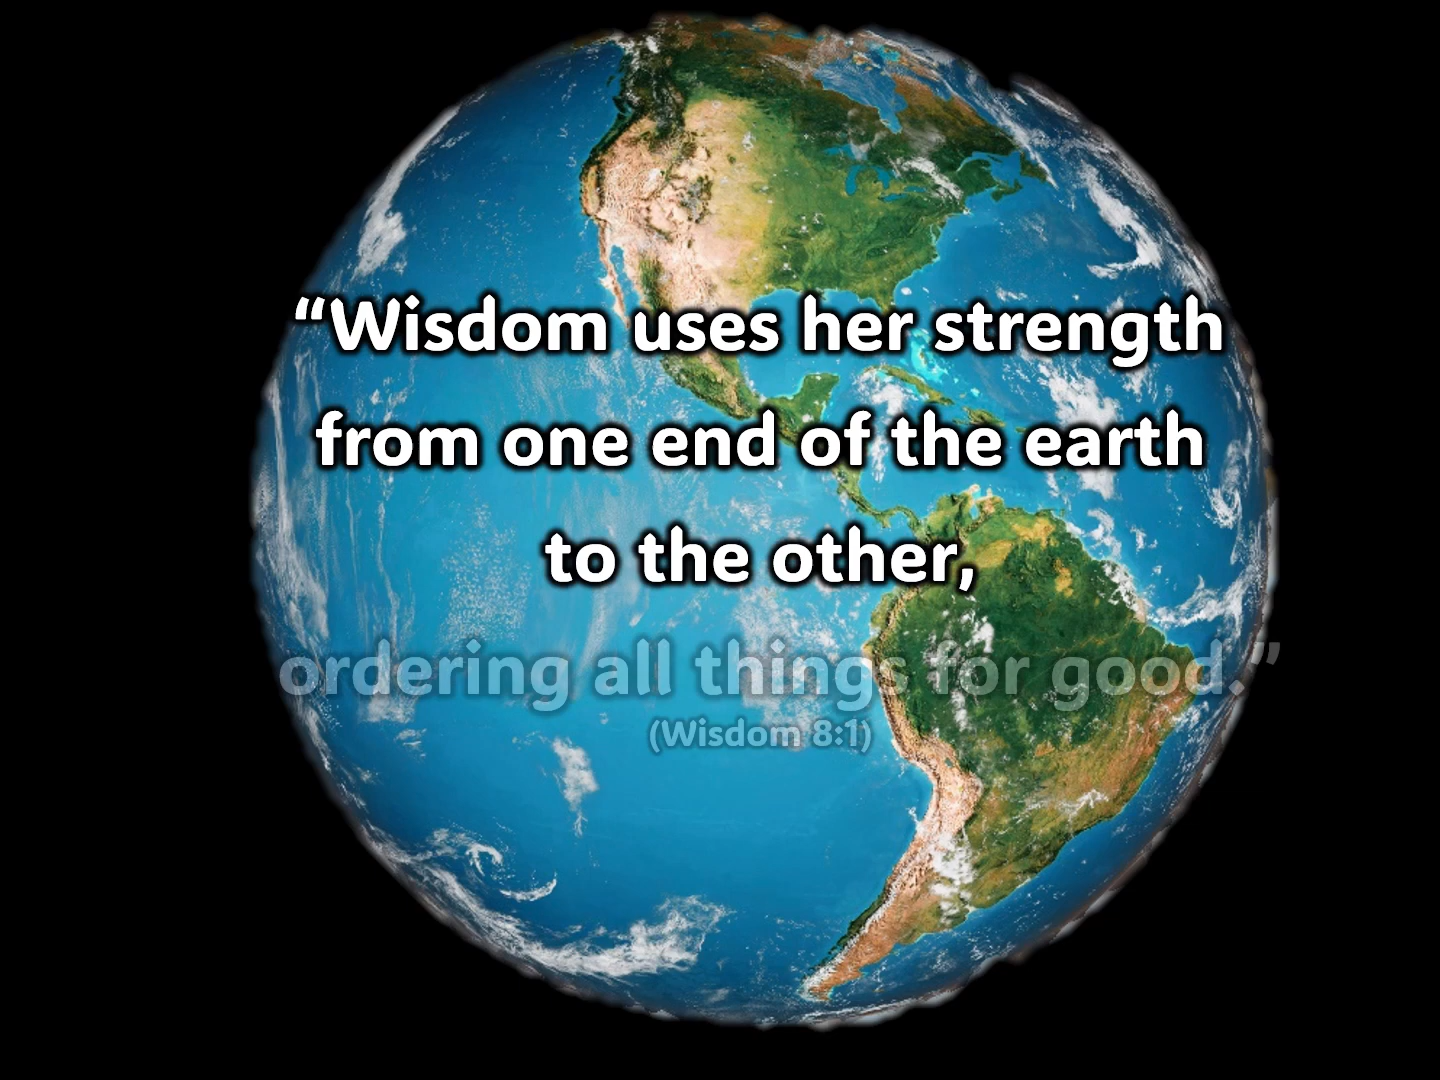 “Wisdom uses her strength
from one end of the earth
to the other,
ordering all things for good.”
(Wisdom 8:1)